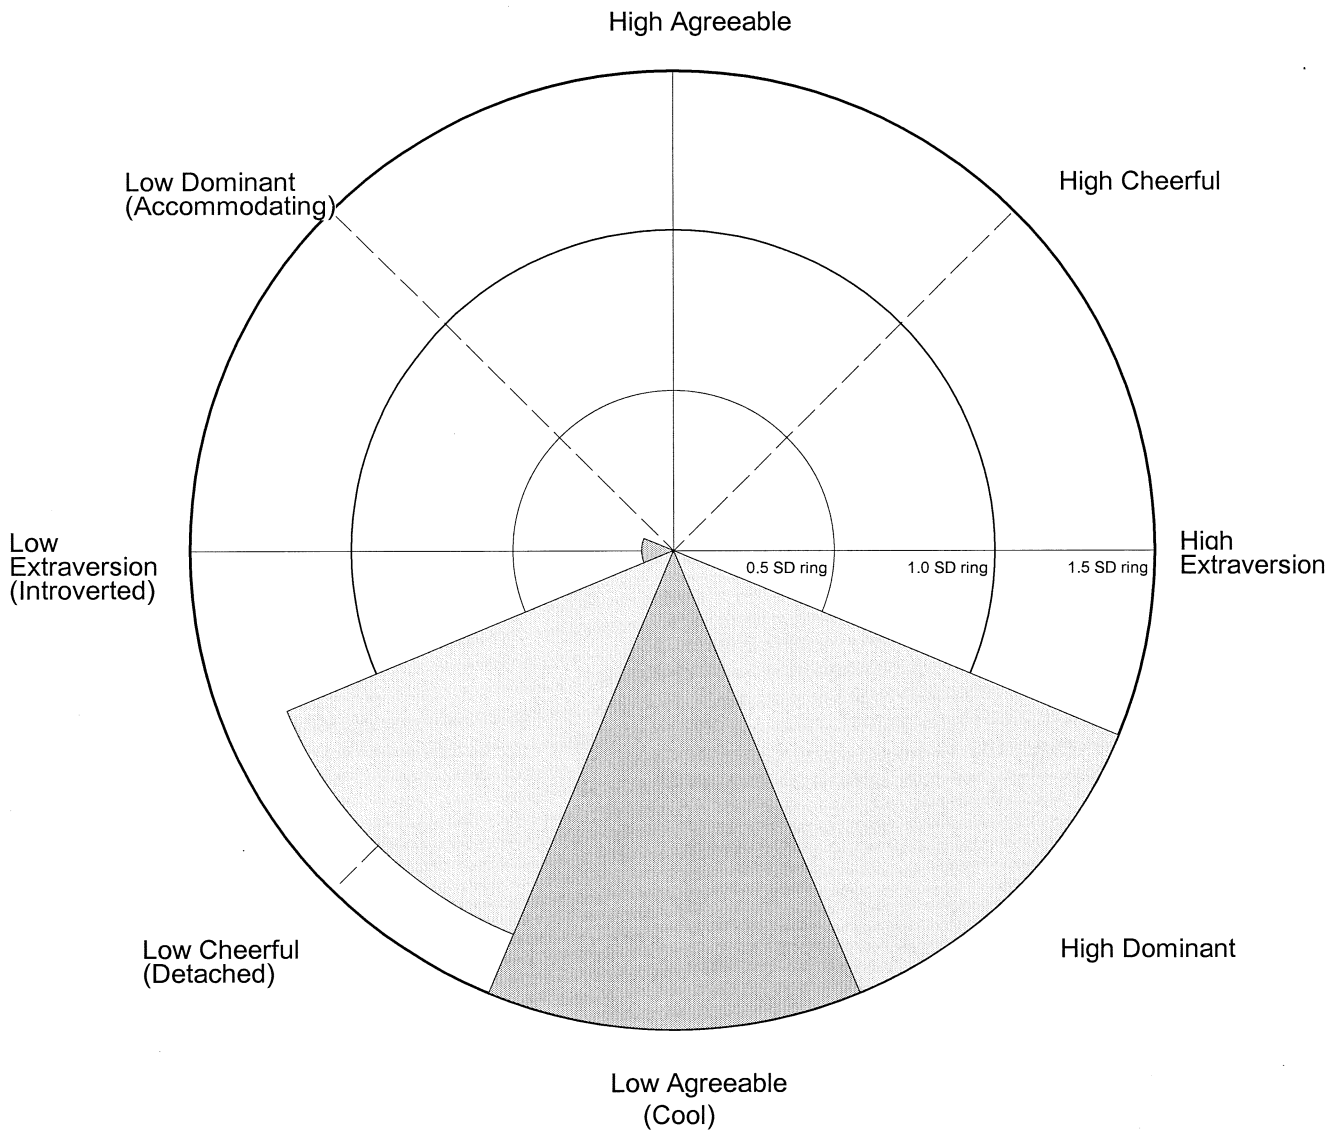 High Agreeable
Low Dominant
(Accommodating)
High Cheerful
Low
Extraversion
(Introverted)
0.5 SD ring
1.0 SD ring
1.5 SD ring
High
Extraversion
Low Cheerful
(Detached)
High Dominant
Low Agreeable
(Cool)